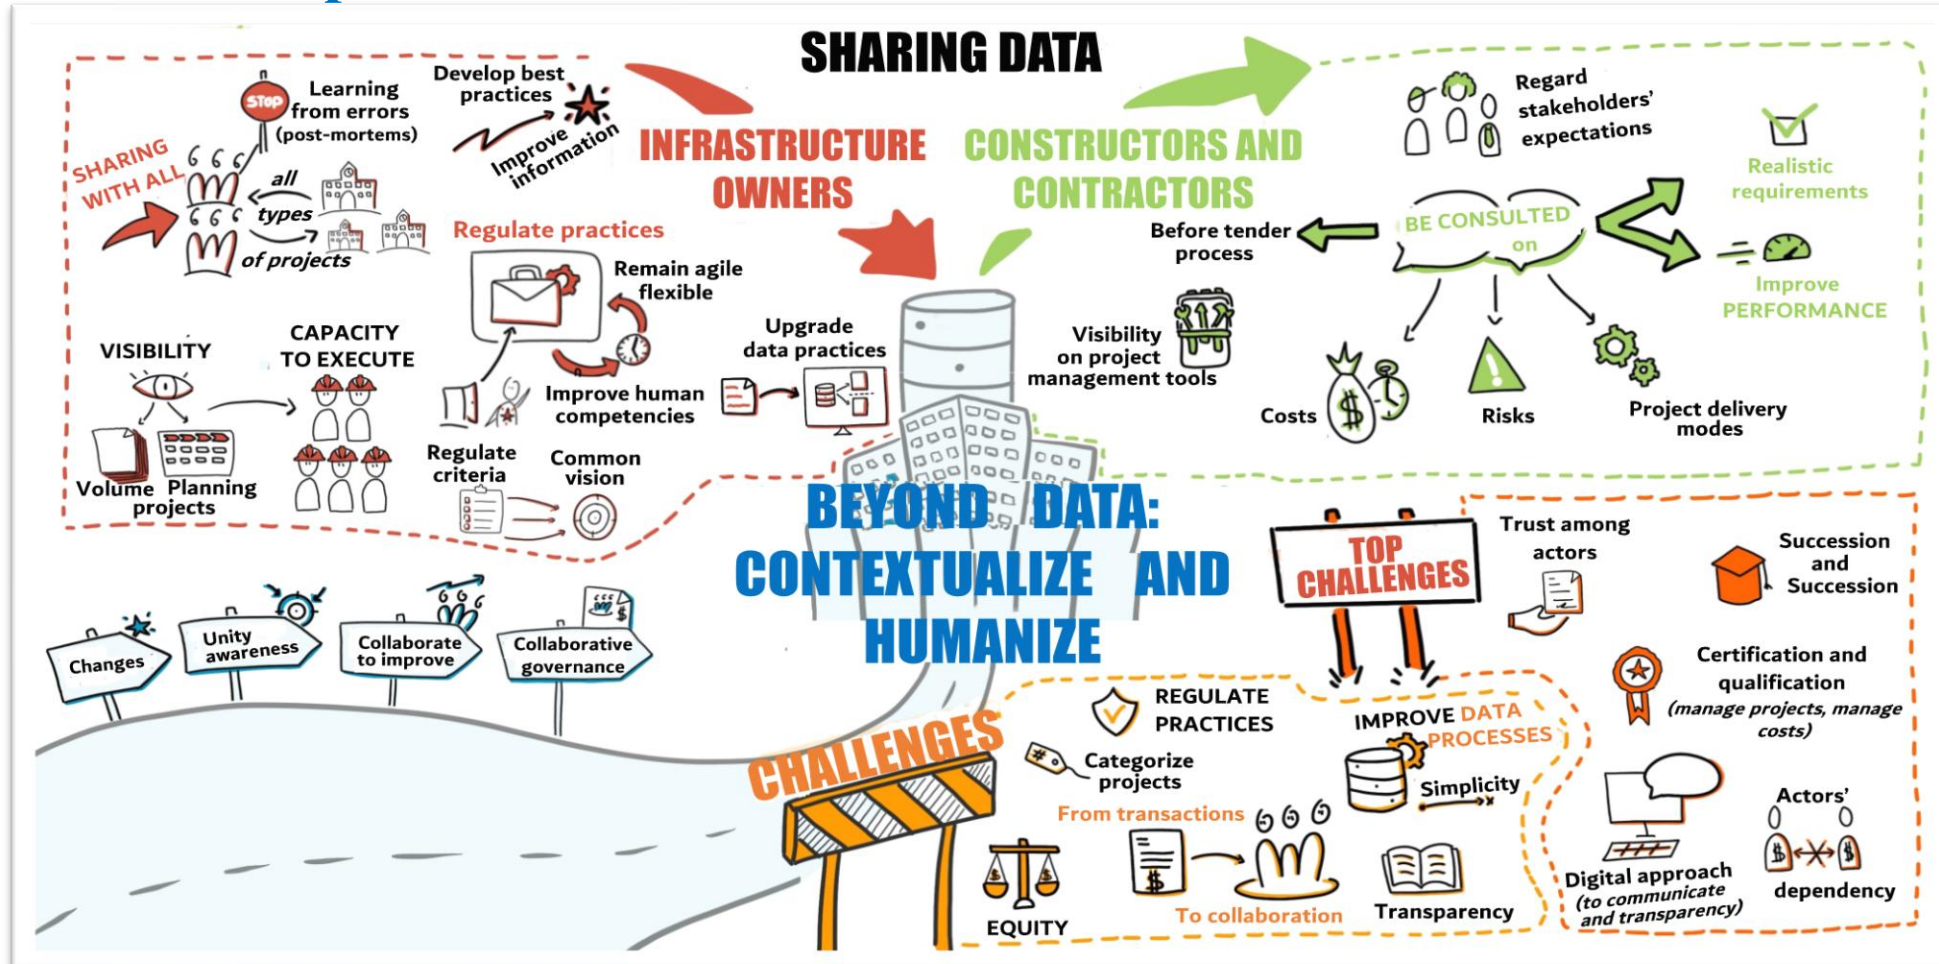 SHARING DATA
INFRASTRUCTURE
OWNERS
CONSTRUCTORS AND
CONTRACTORS
STOP
Learning
from errors
(post-mortems)
Develop best
practices
Improve
information
SHARING
WITH ALL
all
types
of projects
Regulate practices
Remain agile
flexible
Improve human
competencies
VISIBILITY
CAPACITY
TO EXECUTE
Volume
Planning
projects
Regulate
criteria
Common
vision
Upgrade
data practices
Regard
stakeholders'
expectations
Realistic
requirements
BE CONSULTED
on
Before tender
process
Improve
PERFORMANCE
Visibility
on project
management tools
Costs
$
Risks
Project delivery
modes
BEYOND DATA:
CONTEXTUALIZE AND
HUMANIZE
Changes
Unity
awareness
Collaborate
to improve
$
Collaborative
governance
TOP
CHALLENGES
Trust among
actors
Succession
and
Succession
Certification and
qualification
(manage projects, manage
costs)
Digital approach
(to communicate
and transparency)
Actors'
$ $
dependency
CHALLENGES
REGULATE
PRACTICES
#
Categorize
projects
IMPROVE DATA
PROCESSES
Simplicity
From transactions
$
To collaboration
$ $
EQUITY
Transparency